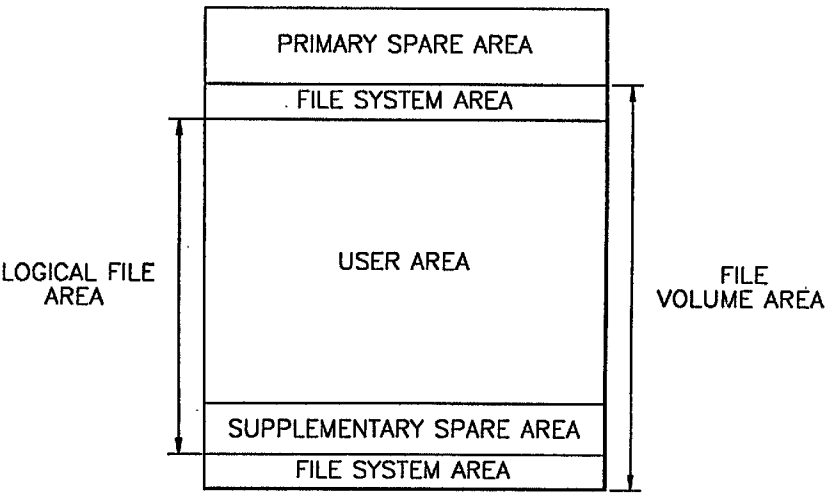 PRIMARY SPARE AREA
FILE SYSTEM AREA
USER AREA
LOGICAL FILE
AREA
FILE
VOLUME AREA
SUPPLEMENTARY SPARE AREA
FILE SYSTEM AREA